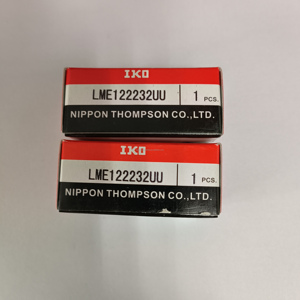 IKO
LME122232UU 1 PCS.
NIPPON THOMPSON CO.,LTD.
IKO
LME122232UU 1 PCS.
NIPPON THOMPSON CO.,LTD.